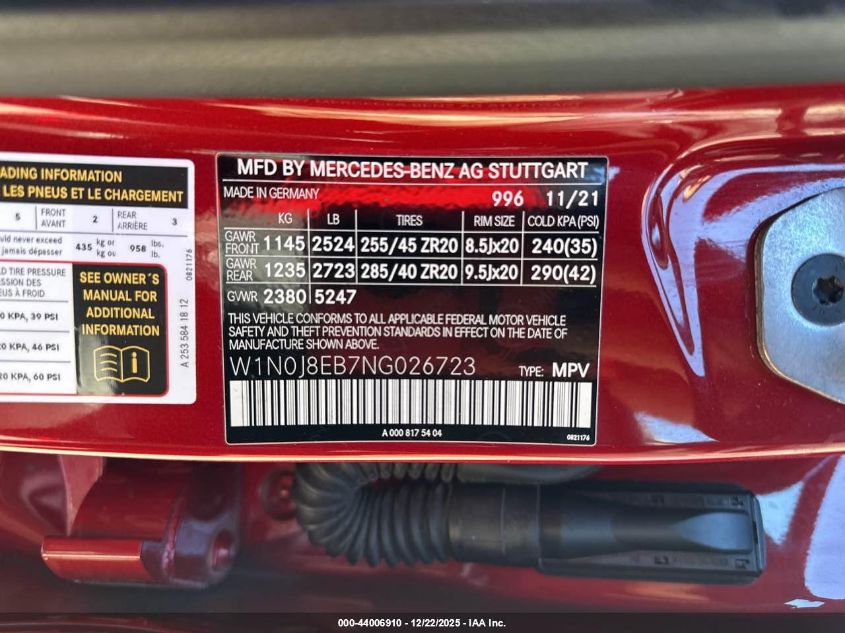 ADING INFORMATION
LES PNEUS ET LE CHARGEMENT
5 FRONT AVANT 2 REAR ARRIÈRE 3
uld never exceed
jamais dépasser
435 kg or kg ou 958 lbs. lb.
D TIRE PRESSURE
ESSION DES
US À FROID
0 KPA, 39 PSI
20 KPA, 46 PSI
20 KPA, 60 PSI
SEE OWNER´S
MANUAL FOR
ADDITIONAL
INFORMATION
A 253 584 18 12
0821176
MFD BY MERCEDES-BENZ AG STUTTGART
MADE IN GERMANY 996 11/21
KG LB TIRES RIM SIZE COLD KPA(PSI)
GAWR FRONT 1145 2524 255/45 ZR20 8.5Jx20 240(35)
GAWR REAR 1235 2723 285/40 ZR20 9.5Jx20 290(42)
GVWR 2380 5247
THIS VEHICLE CONFORMS TO ALL APPLICABLE FEDERAL MOTOR VEHICLE
SAFETY AND THEFT PREVENTION STANDARDS IN EFFECT ON THE DATE OF
MANUFACTURE SHOWN ABOVE.
W1N0J8EB7NG026723 TYPE: MPV
A 000 817 54 04
0821176
000-44006910 - 12/22/2025 - IAA Inc.